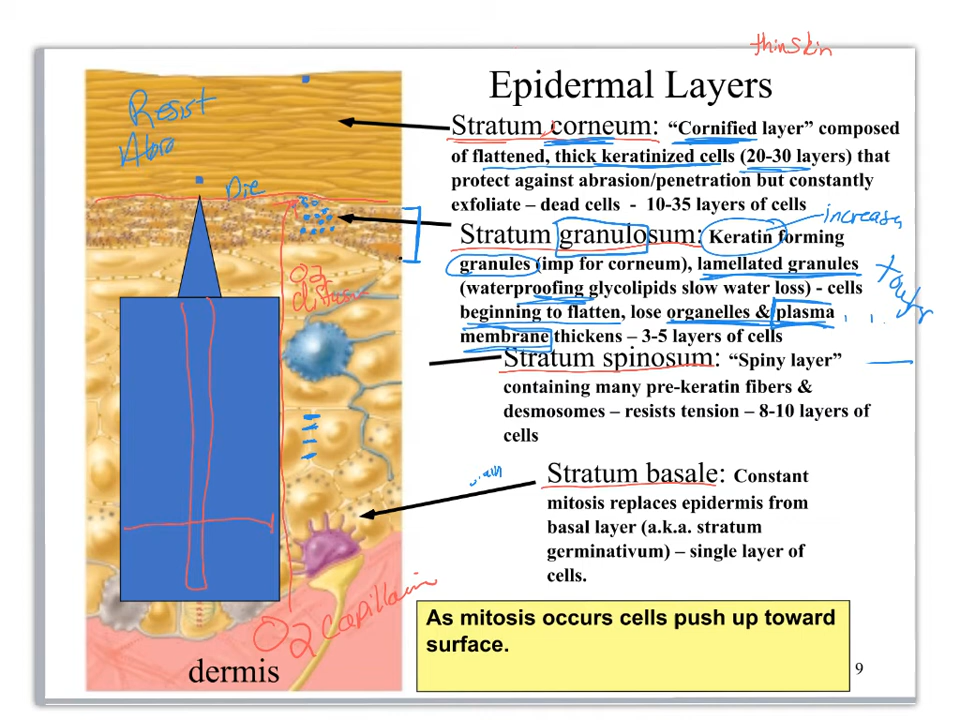 thin skin
Epidermal Layers
Stratum corneum: “Cornified layer” composed
of flattened, thick keratinized cells (20-30 layers) that
protect against abrasion/penetration but constantly
exfoliate – dead cells - 10-35 layers of cells
increase
Stratum granulosum: Keratin forming
granules (imp for corneum), lamellated granules
(waterproofing glycolipids slow water loss) - cells
beginning to flatten, lose organelles & plasma
membrane thickens – 3-5 layers of cells
Stratum spinosum: “Spiny layer”
containing many pre-keratin fibers &
desmosomes – resists tension – 8-10 layers of
cells
Stratum basale: Constant
mitosis replaces epidermis from
basal layer (a.k.a. stratum
germinativum) – single layer of
cells.
As mitosis occurs cells push up toward
surface.
9
Resist
Die
O2
O2 capillary
dermis